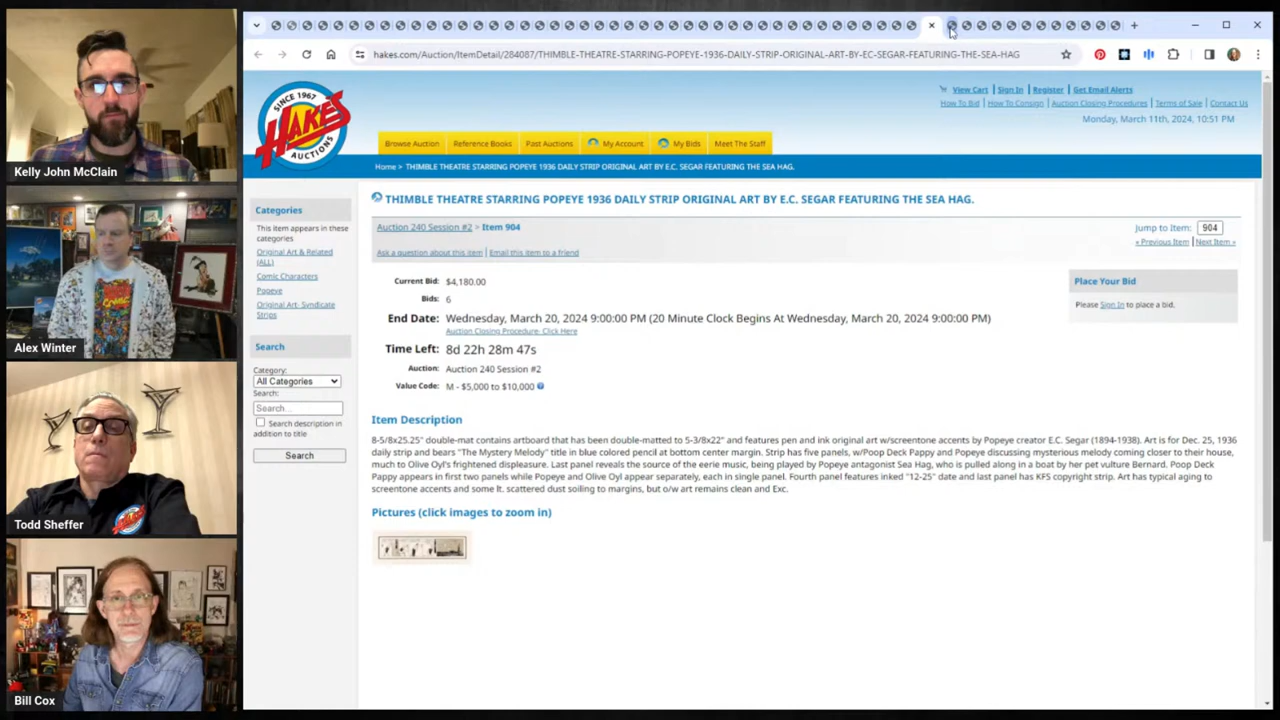 Kelly John McClain
Alex Winter
Todd Sheffer
Bill Cox
hakes.com/Auction/ItemDetail/284087/THIMBLE-THEATRE-STARRING-POPEYE-1936-DAILY-STRIP-ORIGINAL-ART-BY-EC-SEGAR-FEATURING-THE-SEA-HAG
SINCE 1967
HAKES
AUCTIONS
View Cart | Sign In | Register | Get Email Alerts
How To Bid | How To Consign | Auction Closing Procedures | Terms of Sale | Contact Us
Monday, March 11th, 2024, 10:51 PM
Browse Auction Reference Books Past Auctions My Account My Bids Meet The Staff
Home > THIMBLE THEATRE STARRING POPEYE 1936 DAILY STRIP ORIGINAL ART BY E.C. SEGAR FEATURING THE SEA HAG.
Categories
This item appears in these
categories
Original Art & Related
(ALL)
Comic Characters
Popeye
Original Art- Syndicate
Strips
Search
Category:
All Categories
Search:
Search...
Search description in
addition to title
Search
THIMBLE THEATRE STARRING POPEYE 1936 DAILY STRIP ORIGINAL ART BY E.C. SEGAR FEATURING THE SEA HAG.
Auction 240 Session #2 > Item 904
Jump to Item: 904
« Previous Item | Next Item »
Ask a question about this item | Email this item to a friend
Current Bid: $4,180.00
Bids: 6
End Date: Wednesday, March 20, 2024 9:00:00 PM (20 Minute Clock Begins At Wednesday, March 20, 2024 9:00:00 PM)
Auction Closing Procedure: Click Here
Time Left: 8d 22h 28m 47s
Auction: Auction 240 Session #2
Value Code: M - $5,000 to $10,000
Place Your Bid
Please Sign In to place a bid.
Item Description
8-5/8x25.25" double-mat contains artboard that has been double-matted to 5-3/8x22" and features pen and ink original art w/screentone accents by Popeye creator E.C. Segar (1894-1938). Art is for Dec. 25, 1936
daily strip and bears "The Mystery Melody" title in blue colored pencil at bottom center margin. Strip has five panels, w/Poop Deck Pappy and Popeye discussing mysterious melody coming closer to their house,
much to Olive Oyl's frightened displeasure. Last panel reveals the source of the eerie music, being played by Popeye antagonist Sea Hag, who is pulled along in a boat by her pet vulture Bernard. Poop Deck
Pappy appears in first two panels while Popeye and Olive Oyl appear separately, each in single panel. Fourth panel features inked "12-25" date and last panel has KFS copyright strip. Art has typical aging to
screentone accents and some lt. scattered dust soiling to margins, but o/w art remains clean and Exc.
Pictures (click images to zoom in)